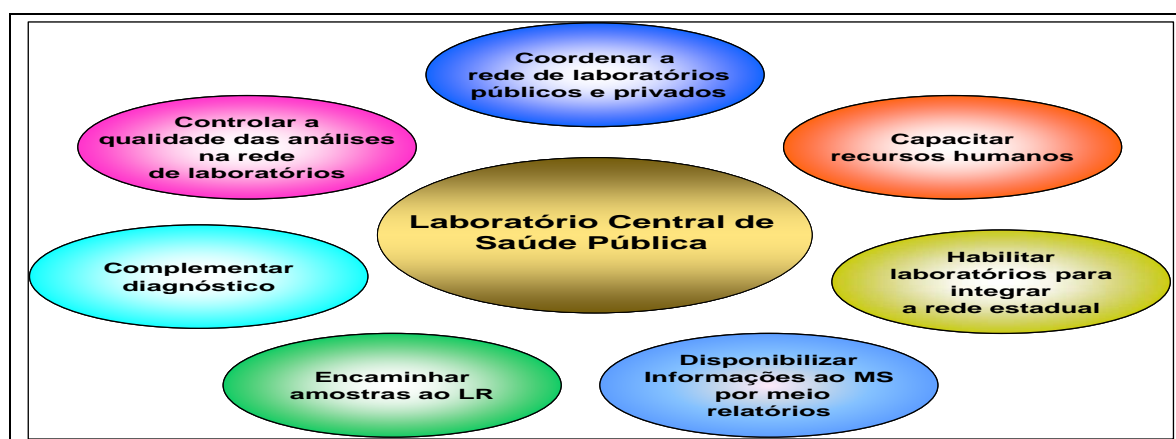 Coordenar a
rede de laboratórios
públicos e privados
Controlar a
qualidade das análises
na rede
de laboratórios
Capacitar
recursos humanos
Laboratório Central de
Saúde Pública
Complementar
diagnóstico
Habilitar
laboratórios para
integrar
a rede estadual
Encaminhar
amostras ao LR
Disponibilizar
Informações ao MS
por meio
relatórios